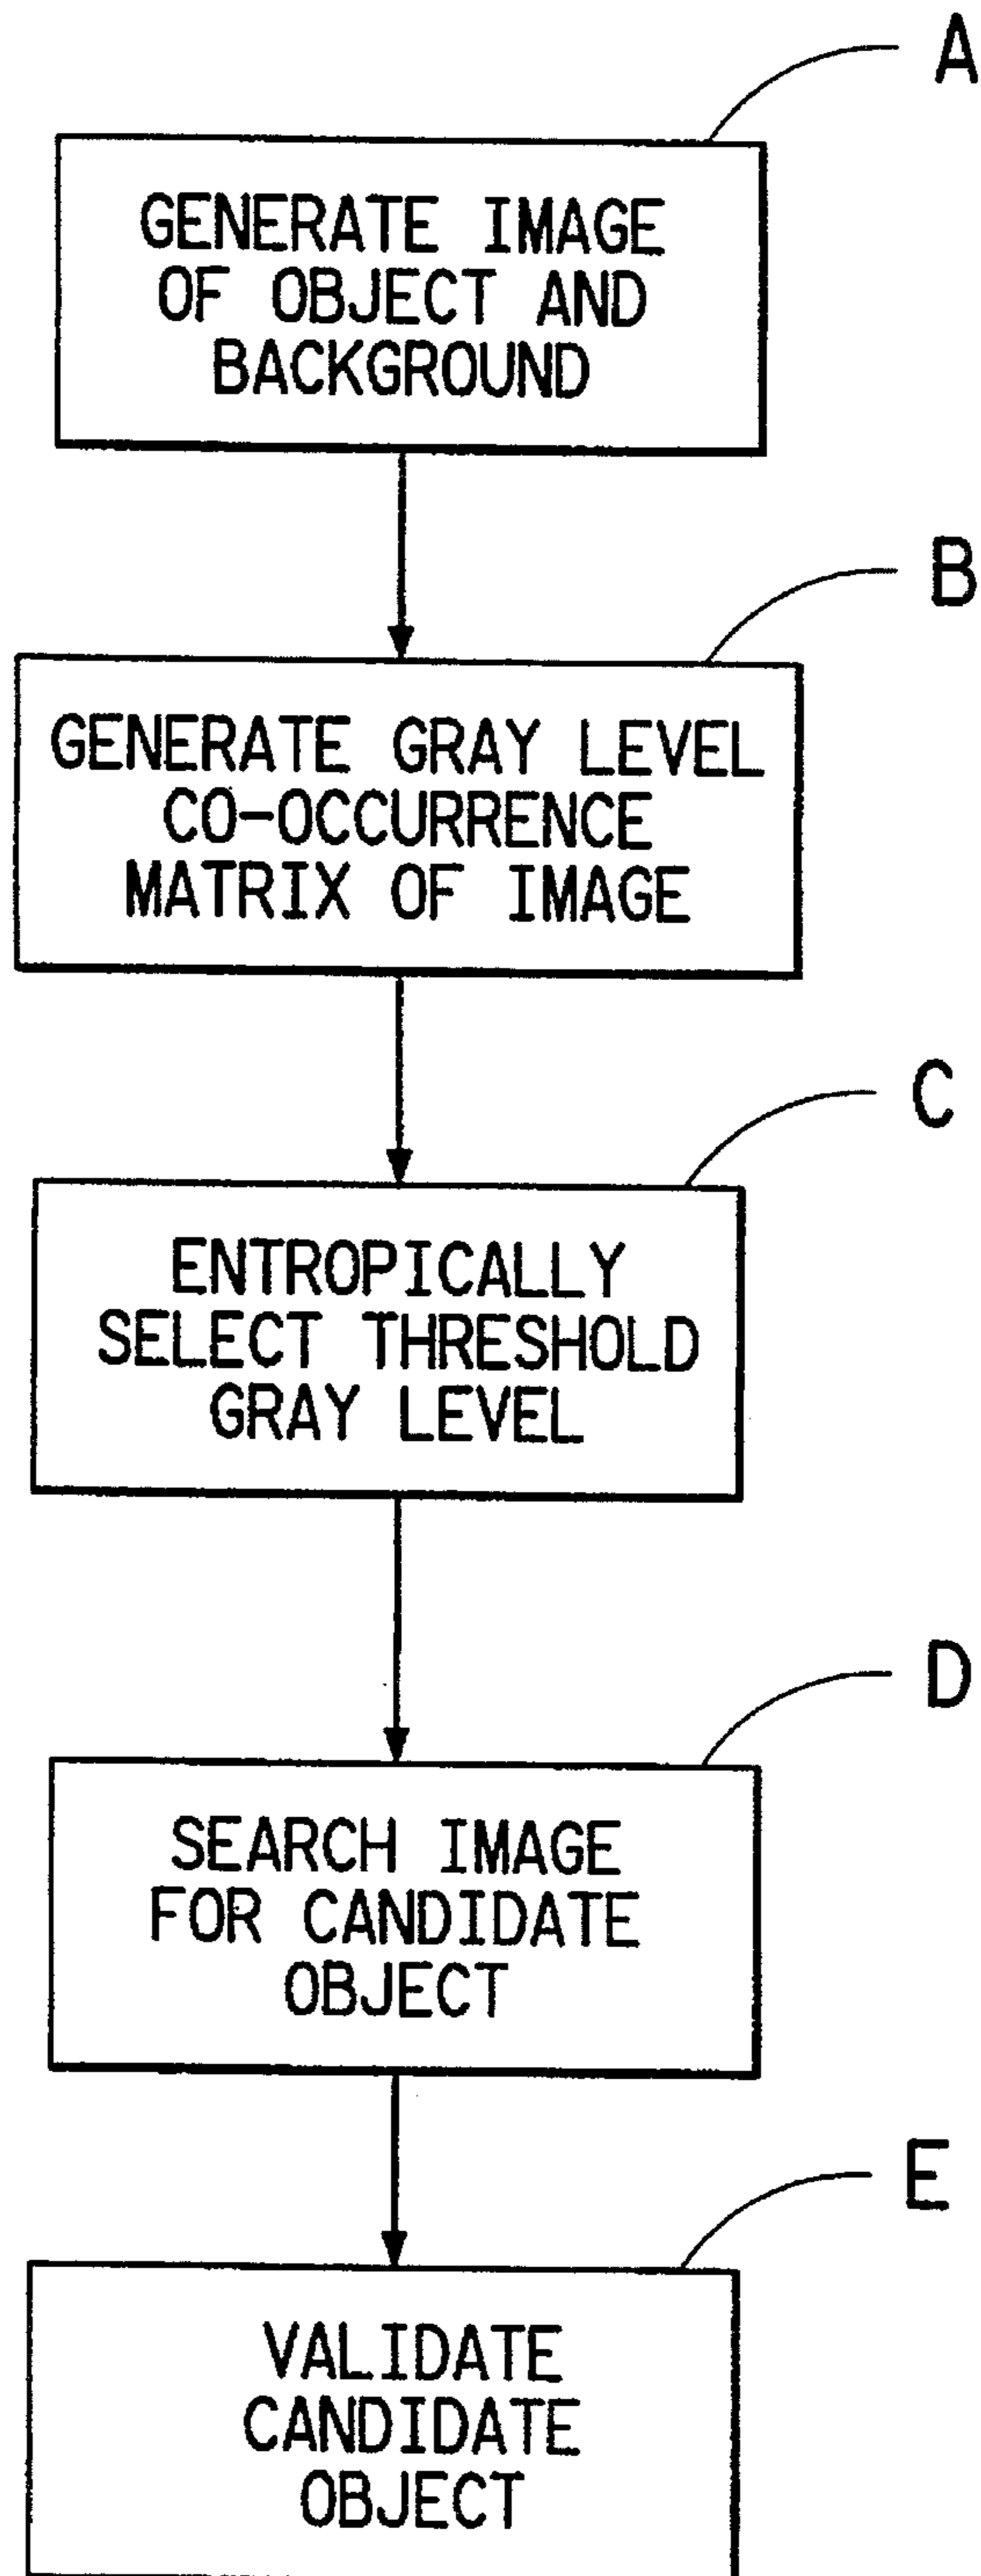 A
GENERATE IMAGE
OF OBJECT AND
BACKGROUND
B
GENERATE GRAY LEVEL
CO-OCCURRENCE
MATRIX OF IMAGE
C
ENTROPICALLY
SELECT THRESHOLD
GRAY LEVEL
D
SEARCH IMAGE
FOR CANDIDATE
OBJECT
E
VALIDATE
CANDIDATE
OBJECT